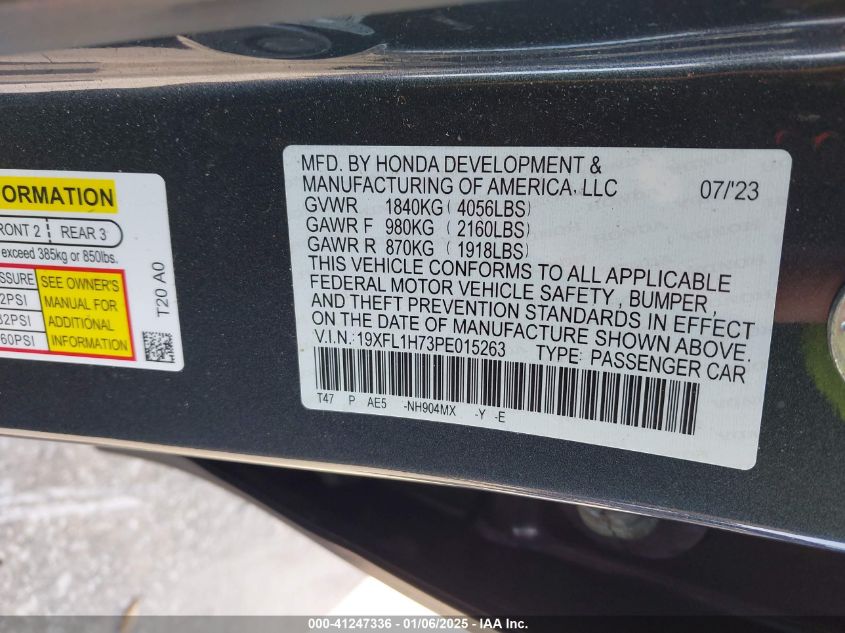 ORMATION
RONT 2 REAR 3
exceed 385kg or 850lbs.
SSURE SEE OWNER'S
2PSI MANUAL FOR
32PSI ADDITIONAL
60PSI INFORMATION
T20 A0
MFD. BY HONDA DEVELOPMENT &
MANUFACTURING OF AMERICA, LLC 07/'23
GVWR 1840KG ( 4056LBS)
GAWR F 980KG ( 2160LBS)
GAWR R 870KG ( 1918LBS)
THIS VEHICLE CONFORMS TO ALL APPLICABLE
FEDERAL MOTOR VEHICLE SAFETY, BUMPER,
AND THEFT PREVENTION STANDARDS IN EFFECT
ON THE DATE OF MANUFACTURE SHOWN ABOVE.
V.I.N.: 19XFL1H73PE015263 TYPE: PASSENGER CAR
T47 P AE5 -NH904MX -Y -E
000-41247336 - 01/06/2025 - IAA Inc.